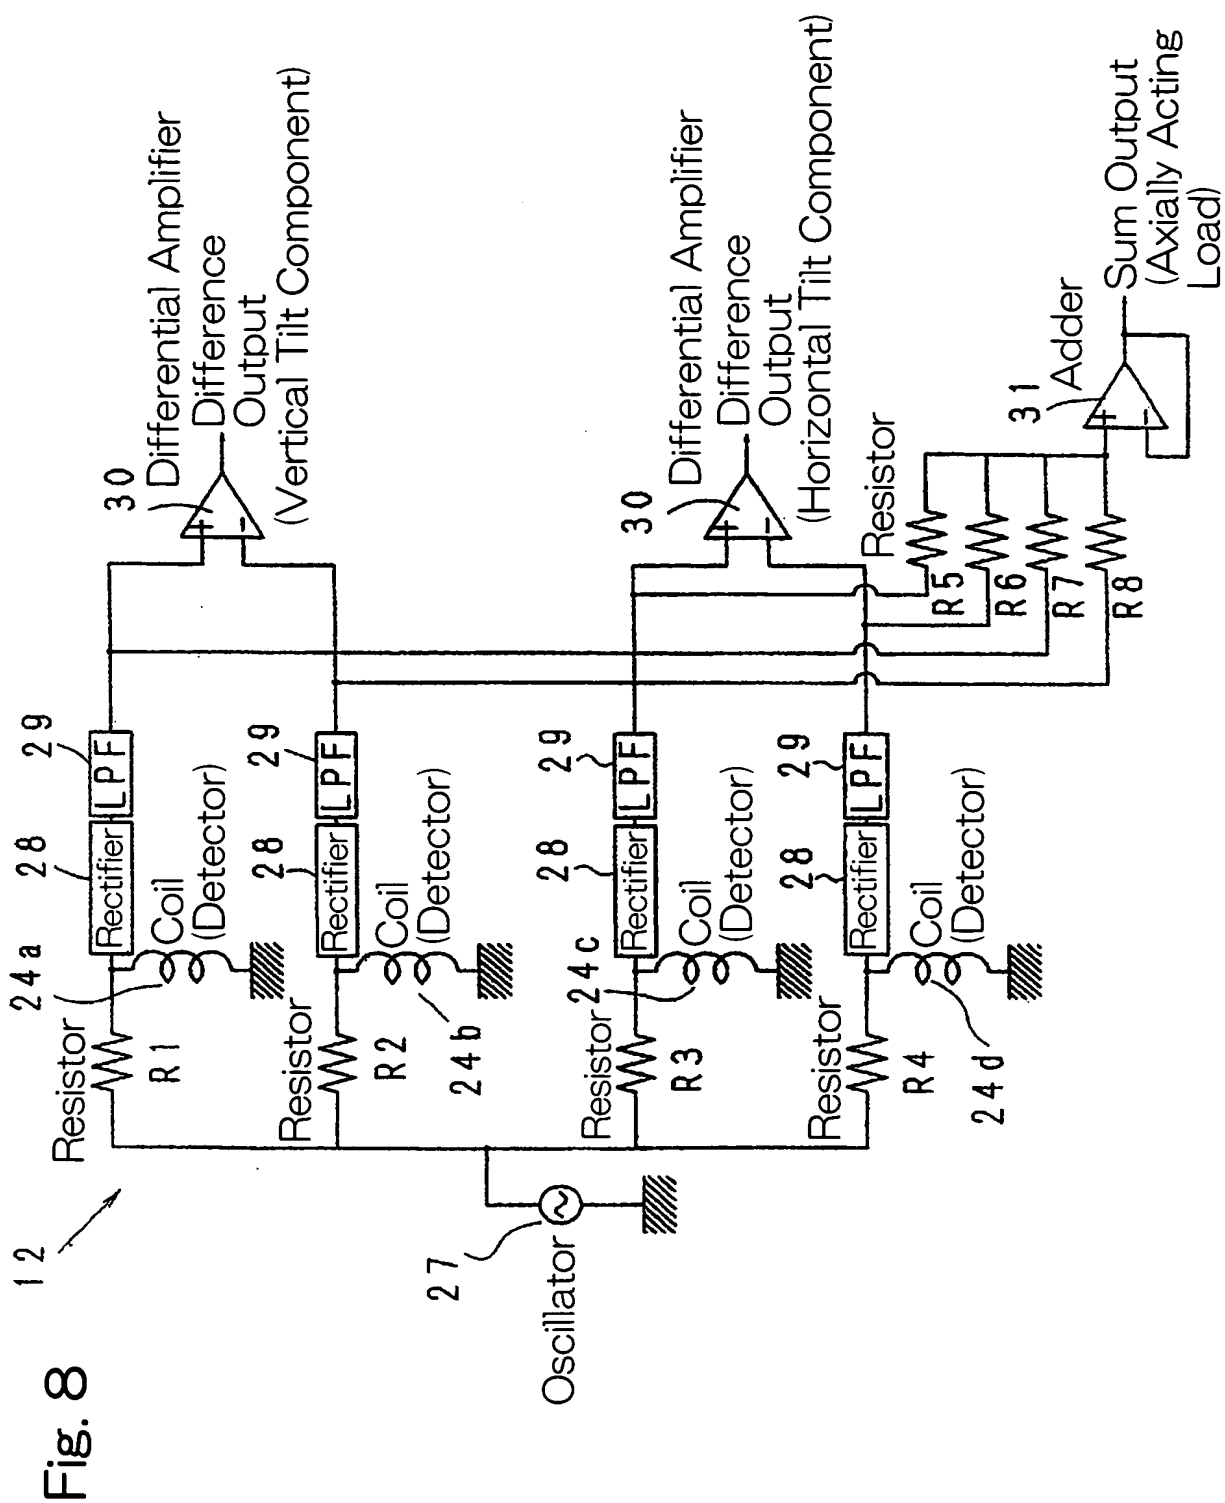 Fig. 8
12
Oscillator
27
Resistor
R1
24a
Coil
(Detector)
28
Rectifier
29
LPF
30
Differential Amplifier
+
-
Difference
Output
(Vertical Tilt Component)
Resistor
R2
24b
Coil
(Detector)
28
Rectifier
29
LPF
Resistor
R3
24c
Coil
(Detector)
28
Rectifier
29
LPF
30
Differential Amplifier
+
-
Difference
Output
(Horizontal Tilt Component)
Resistor
R4
24d
Coil
(Detector)
28
Rectifier
29
LPF
Resistor
R5
R6
R7
R8
31
Adder
+
-
Sum Output
(Axially Acting
Load)